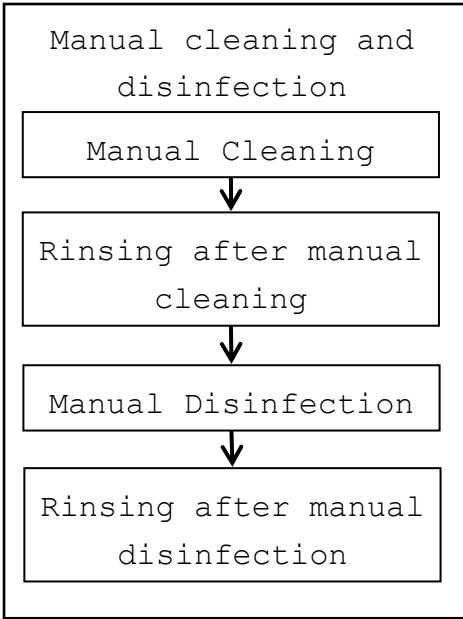 Manual cleaning and
disinfection
Manual Cleaning
Rinsing after manual
cleaning
Manual Disinfection
Rinsing after manual
disinfection